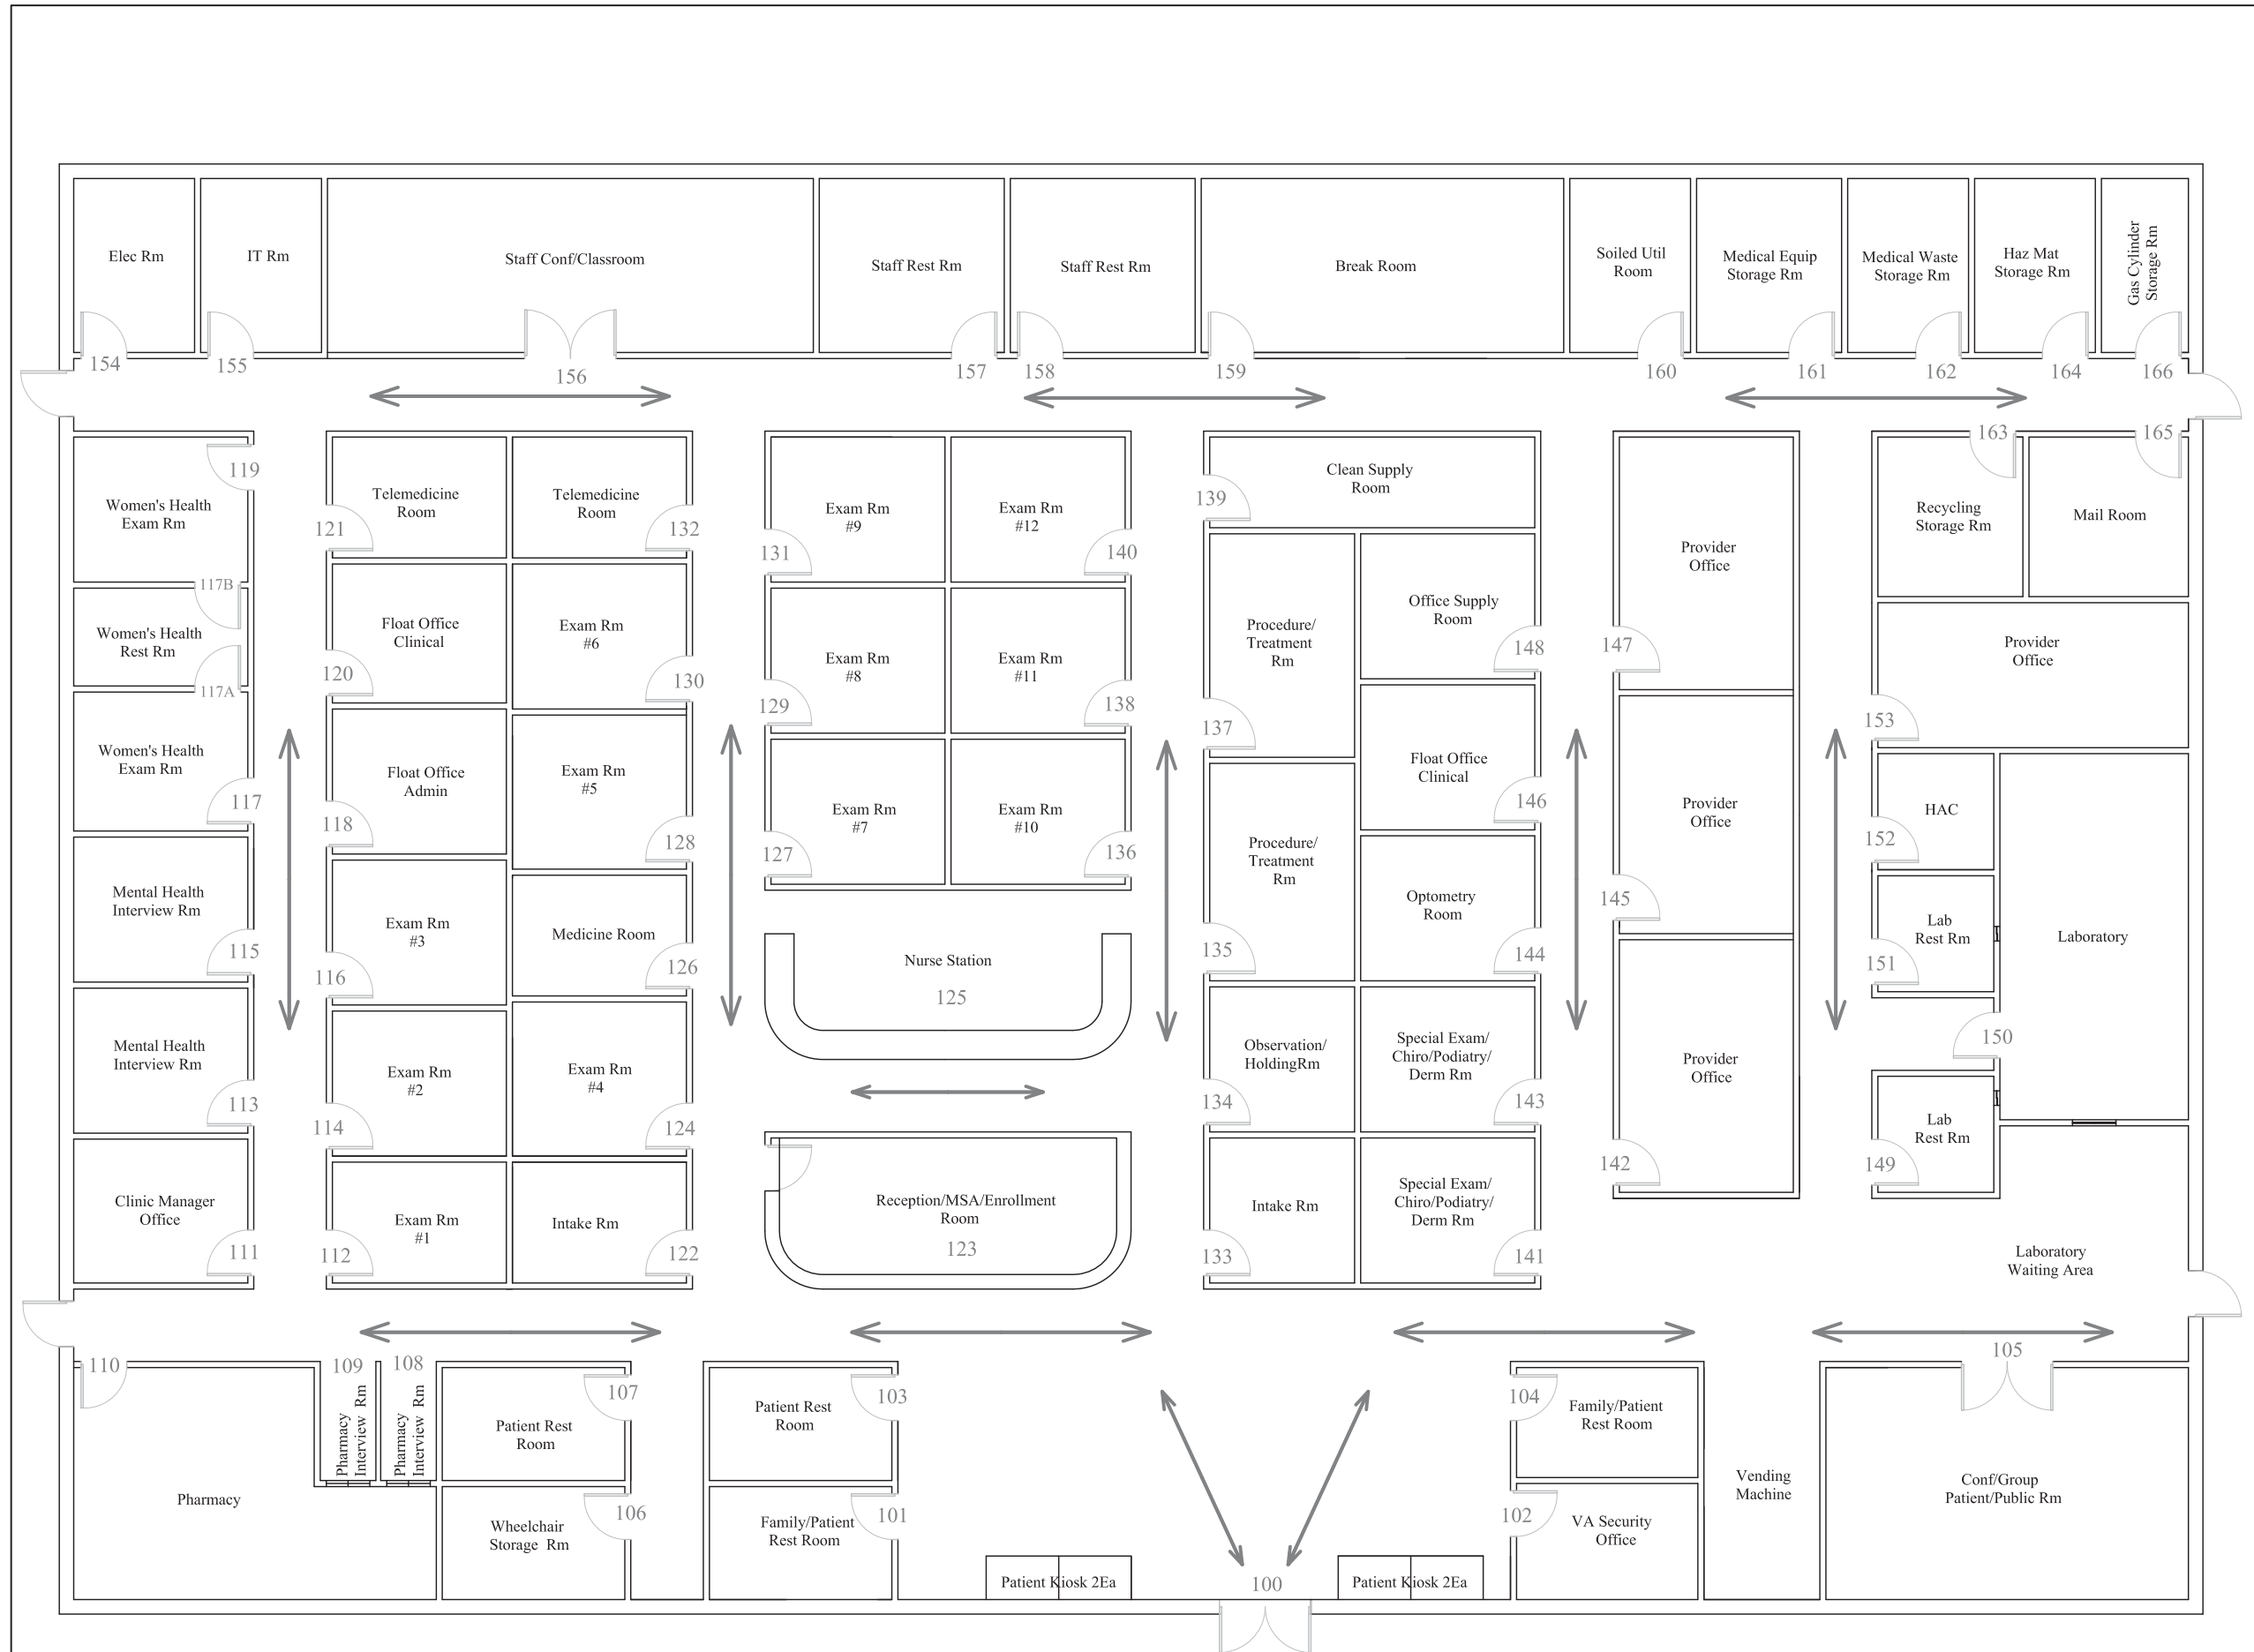 Elec Rm
IT Rm
Staff Conf/Classroom
Staff Rest Rm
Staff Rest Rm
Break Room
Soiled Util
Room
Medical Equip
Storage Rm
Medical Waste
Storage Rm
Haz Mat
Storage Rm
Gas Cylinder
Storage Rm
154
155
156
157
158
159
160
161
162
164
166
119
Women's Health
Exam Rm
117B
Women's Health
Rest Rm
117A
Women's Health
Exam Rm
117
Mental Health
Interview Rm
115
Mental Health
Interview Rm
113
Clinic Manager
Office
111
Telemedicine
Room
121
Float Office
Clinical
120
Float Office
Admin
118
Exam Rm
#3
116
Exam Rm
#2
114
Exam Rm
#1
112
Telemedicine
Room
132
Exam Rm
#6
130
Exam Rm
#5
128
Medicine Room
126
Exam Rm
#4
124
Intake Rm
122
Exam Rm
#9
131
Exam Rm
#12
140
Exam Rm
#8
129
Exam Rm
#11
138
Exam Rm
#7
127
Exam Rm
#10
136
Nurse Station
125
Reception/MSA/Enrollment
Room
123
Clean Supply
Room
139
Procedure/
Treatment
Rm
137
Procedure/
Treatment
Rm
135
Observation/
HoldingRm
134
Intake Rm
133
Office Supply
Room
148
Float Office
Clinical
146
Optometry
Room
144
Special Exam/
Chiro/Podiatry/
Derm Rm
143
Special Exam/
Chiro/Podiatry/
Derm Rm
141
Provider
Office
147
Provider
Office
145
Provider
Office
142
163
165
Recycling
Storage Rm
Mail Room
Provider
Office
153
HAC
152
Lab
Rest Rm
151
Laboratory
150
Lab
Rest Rm
149
Laboratory
Waiting Area
110
109
108
Pharmacy
Interview Rm
Pharmacy
Interview Rm
Pharmacy
107
Patient Rest
Room
106
Wheelchair
Storage Rm
103
Patient Rest
Room
101
Family/Patient
Rest Room
Patient Kiosk 2Ea
100
Patient Kiosk 2Ea
104
Family/Patient
Rest Room
102
VA Security
Office
Vending
Machine
105
Conf/Group
Patient/Public Rm